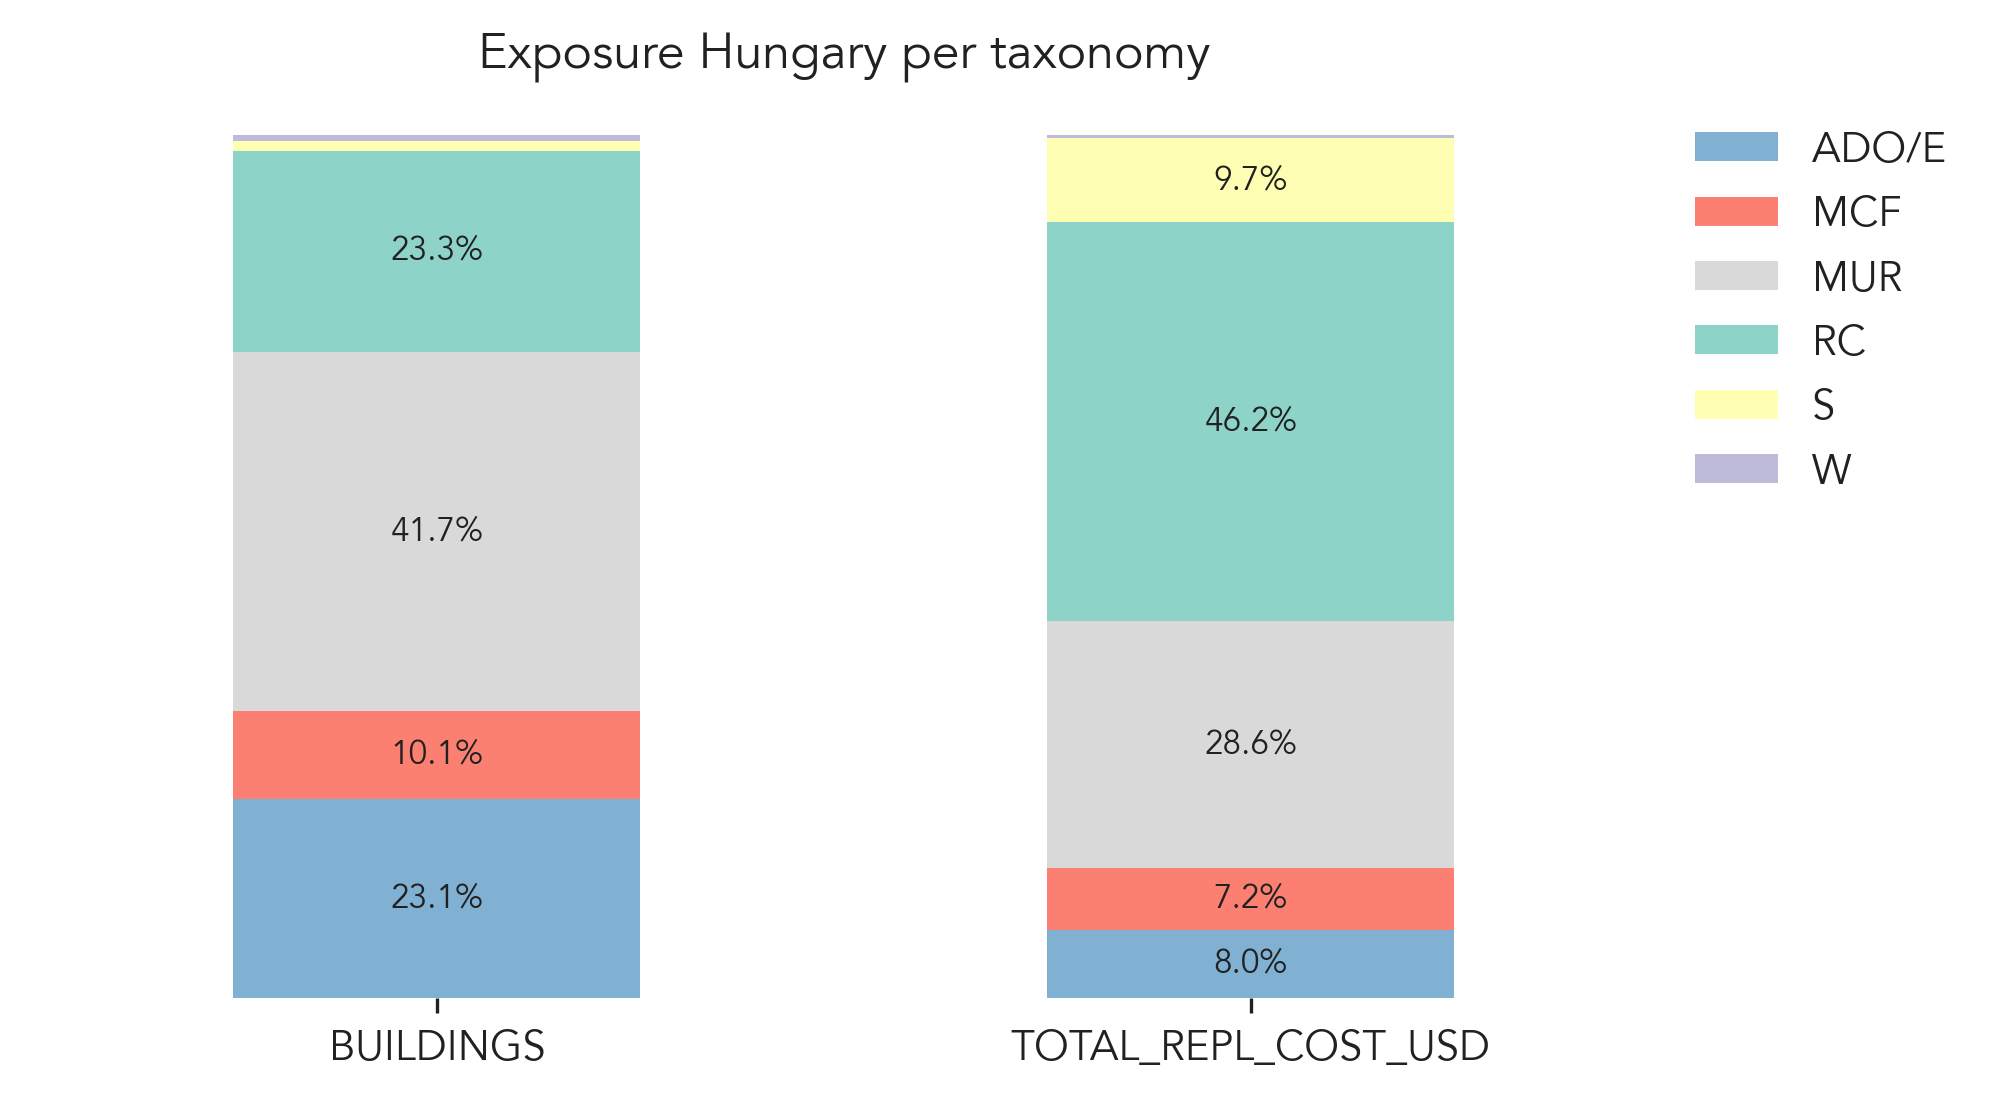 Exposure Hungary per taxonomy
23.3%
41.7%
10.1%
23.1%
BUILDINGS
9.7%
46.2%
28.6%
7.2%
8.0%
TOTAL_REPL_COST_USD
ADO/E
MCF
MUR
RC
S
W